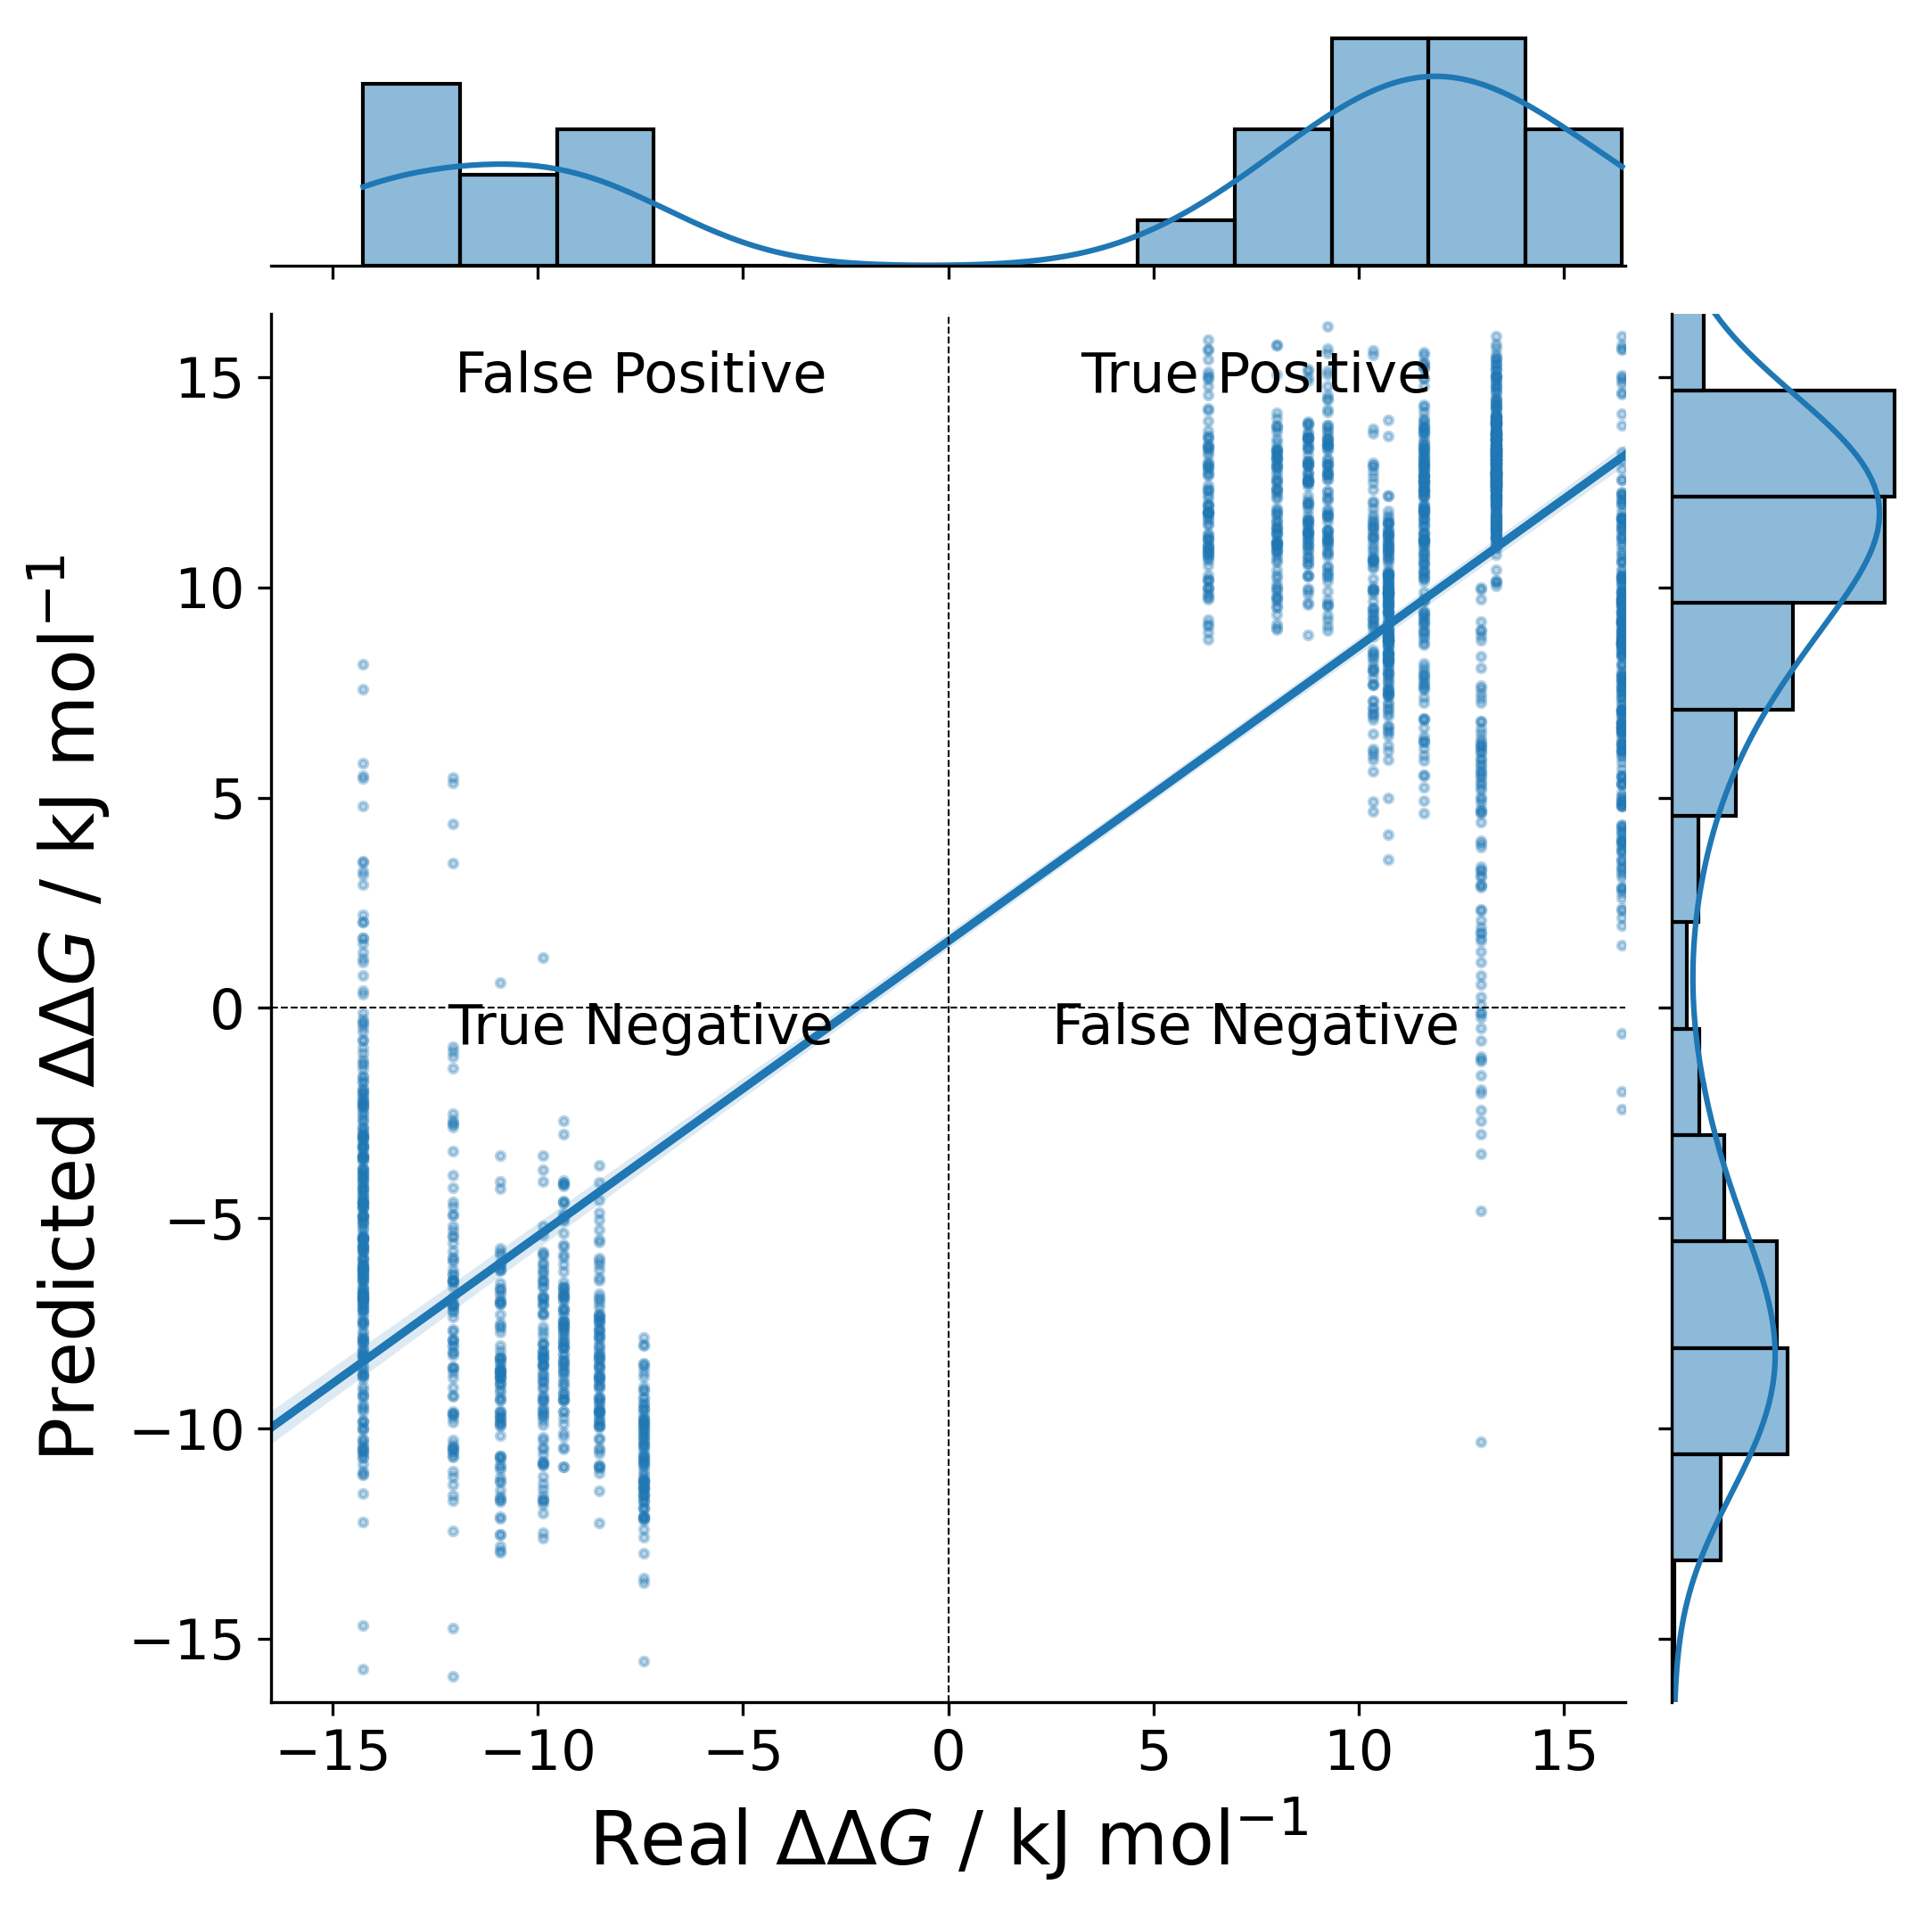 False Positive
True Positive
15
10
5
0
−5
−10
−15
True Negative
False Negative
Predicted ΔΔG / kJ mol⁻¹
−15
−10
−5
0
5
10
15
Real ΔΔG / kJ mol⁻¹